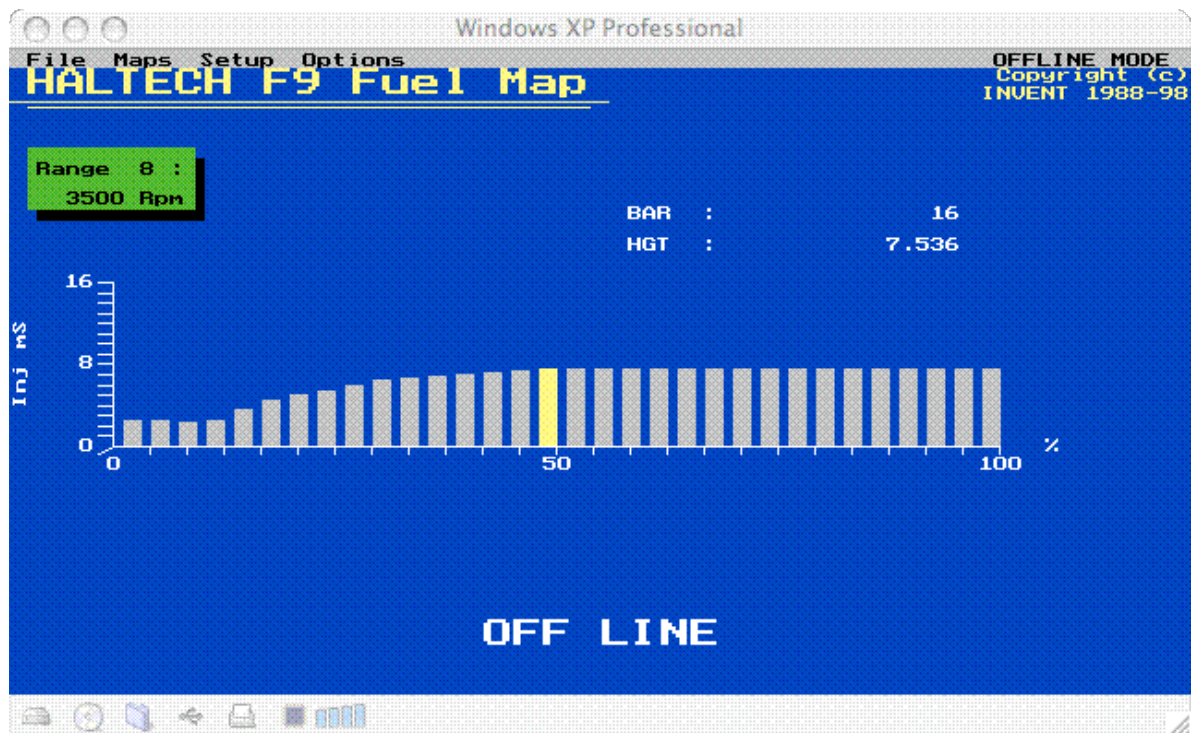 Windows XP Professional
File Maps Setup Options OFFLINE MODE
HALTECH F9 Fuel Map
Copyright (c)
INVENT 1988-98
Range 8 :
3500 Rpm
BAR : 16
HGT : 7.536
16
Inj mS
8
0
0 50 100 %
OFF LINE